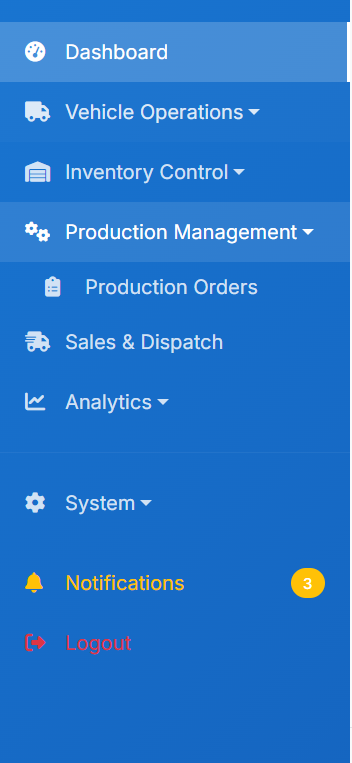 Dashboard
Vehicle Operations
Inventory Control
Production Management
Production Orders
Sales & Dispatch
Analytics
System
Notifications 3
Logout